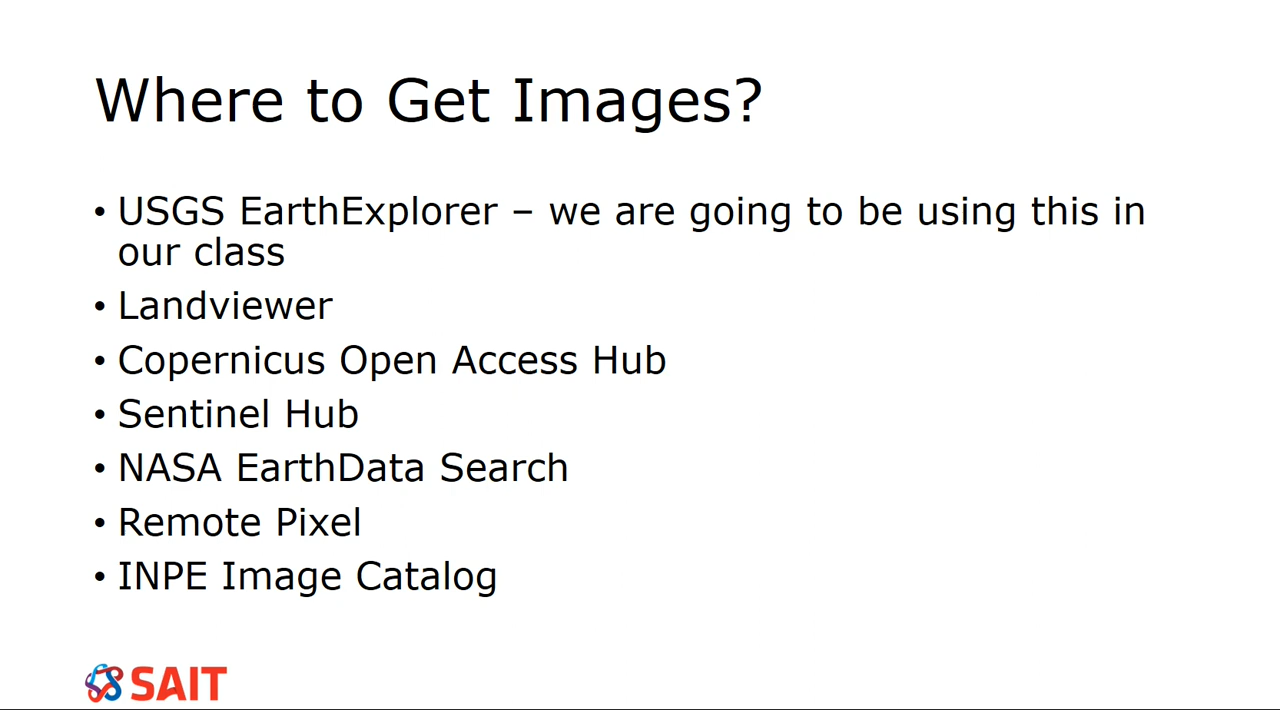 Where to Get Images?
• USGS EarthExplorer – we are going to be using this in
our class
• Landviewer
• Copernicus Open Access Hub
• Sentinel Hub
• NASA EarthData Search
• Remote Pixel
• INPE Image Catalog
SAIT